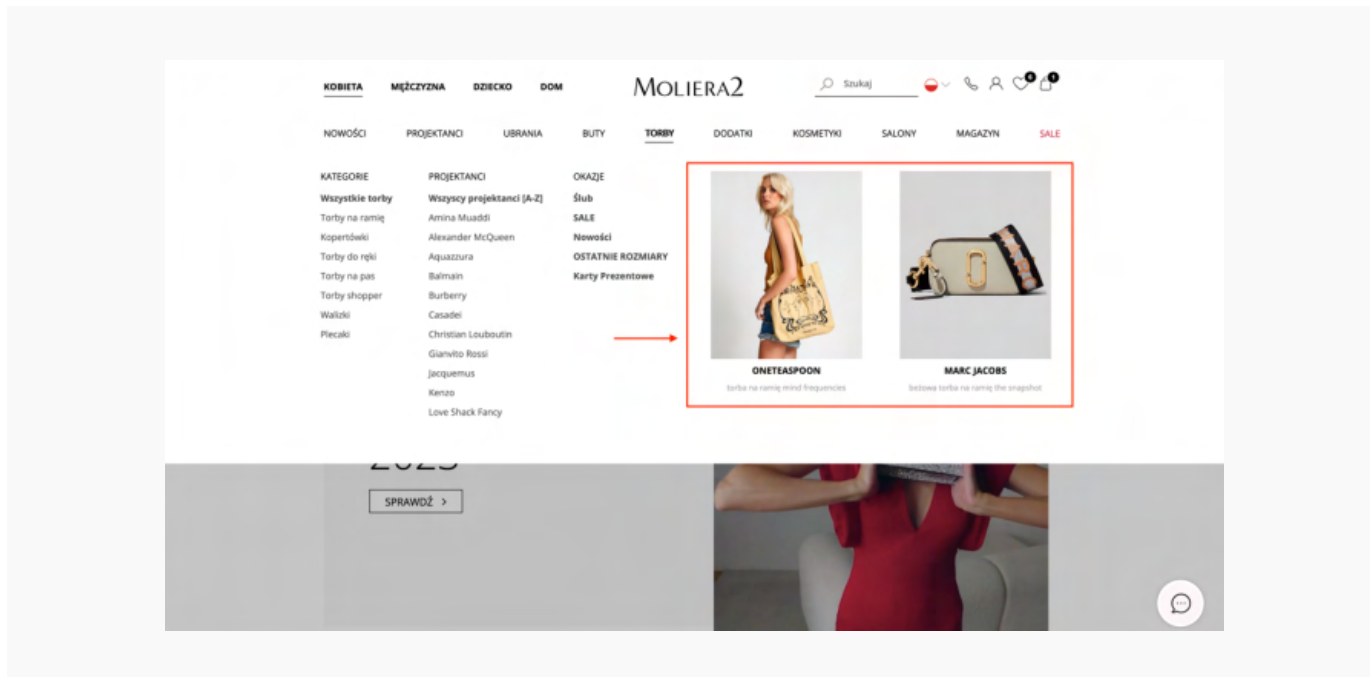 KOBIETA MĘŻCZYZNA DZIECKO DOM MOLIERA2 Szukaj 6 1
NOWOŚCI PROJEKTANCI UBRANIA BUTY TORBY DODATKI KOSMETYKI SALONY MAGAZYN SALE
KATEGORIE
Wszystkie torby
Torby na ramię
Kopertówki
Torby do ręki
Torby na pas
Torby shopper
Walizki
Plecaki
PROJEKTANCI
Wszyscy projektanci [A-Z]
Amina Muaddi
Alexander McQueen
Aquazzura
Balmain
Burberry
Casadei
Christian Louboutin
Gianvito Rossi
Jacquemus
Kenzo
Love Shack Fancy
OKAZJE
Ślub
SALE
Nowości
OSTATNIE ROZMIARY
Karty Prezentowe
ONETEASPOON
torba na ramię mind frequencies
MARC JACOBS
beżowa torba na ramię the snapshot
2023
SPRAWDŹ >